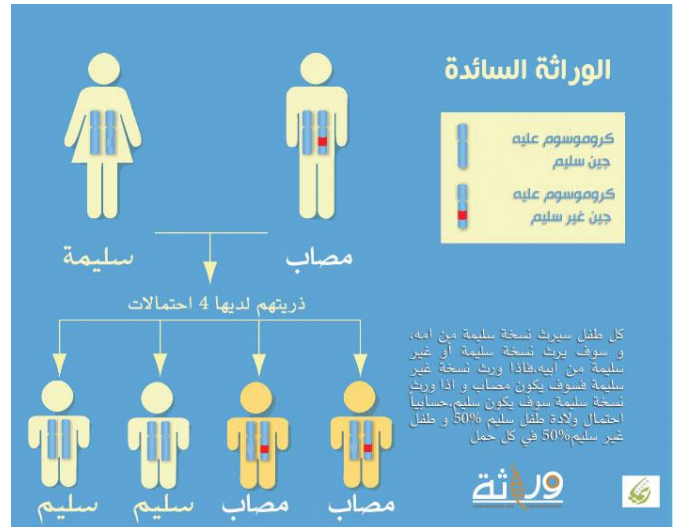 الوراثة السائدة
كروموسوم عليه
جين سليم
كروموسوم عليه
جين غير سليم
مصاب
سليمة
ذريتهم لديها 4 احتمالات
كل طفل سيرث نسخة سليمة من امه.
و سوف يرث نسخة سليمة أو غير
سليمة من ابيه.فاذا ورث نسخة غير
سليمة فسوف يكون مصاب و اذا ورث
نسخة سليمة سوف يكون سليم.حسابياً
احتمال ولادة طفل سليم 50% و طفل
غير سليم50% في كل حمل
مصاب
مصاب
سليم
سليم
وراثة